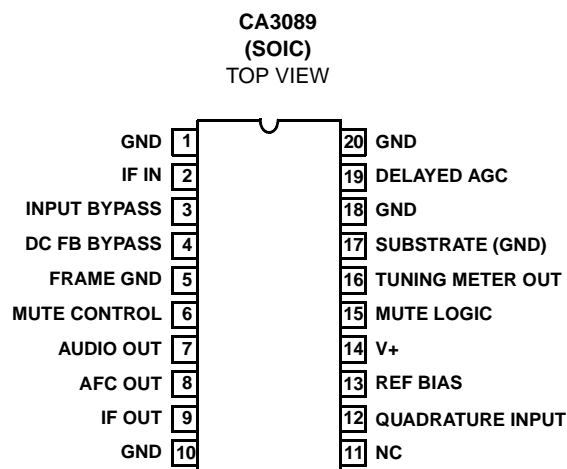 CA3089
(SOIC)
TOP VIEW
GND 1
IF IN 2
INPUT BYPASS 3
DC FB BYPASS 4
FRAME GND 5
MUTE CONTROL 6
AUDIO OUT 7
AFC OUT 8
IF OUT 9
GND 10
20 GND
19 DELAYED AGC
18 GND
17 SUBSTRATE (GND)
16 TUNING METER OUT
15 MUTE LOGIC
14 V+
13 REF BIAS
12 QUADRATURE INPUT
11 NC